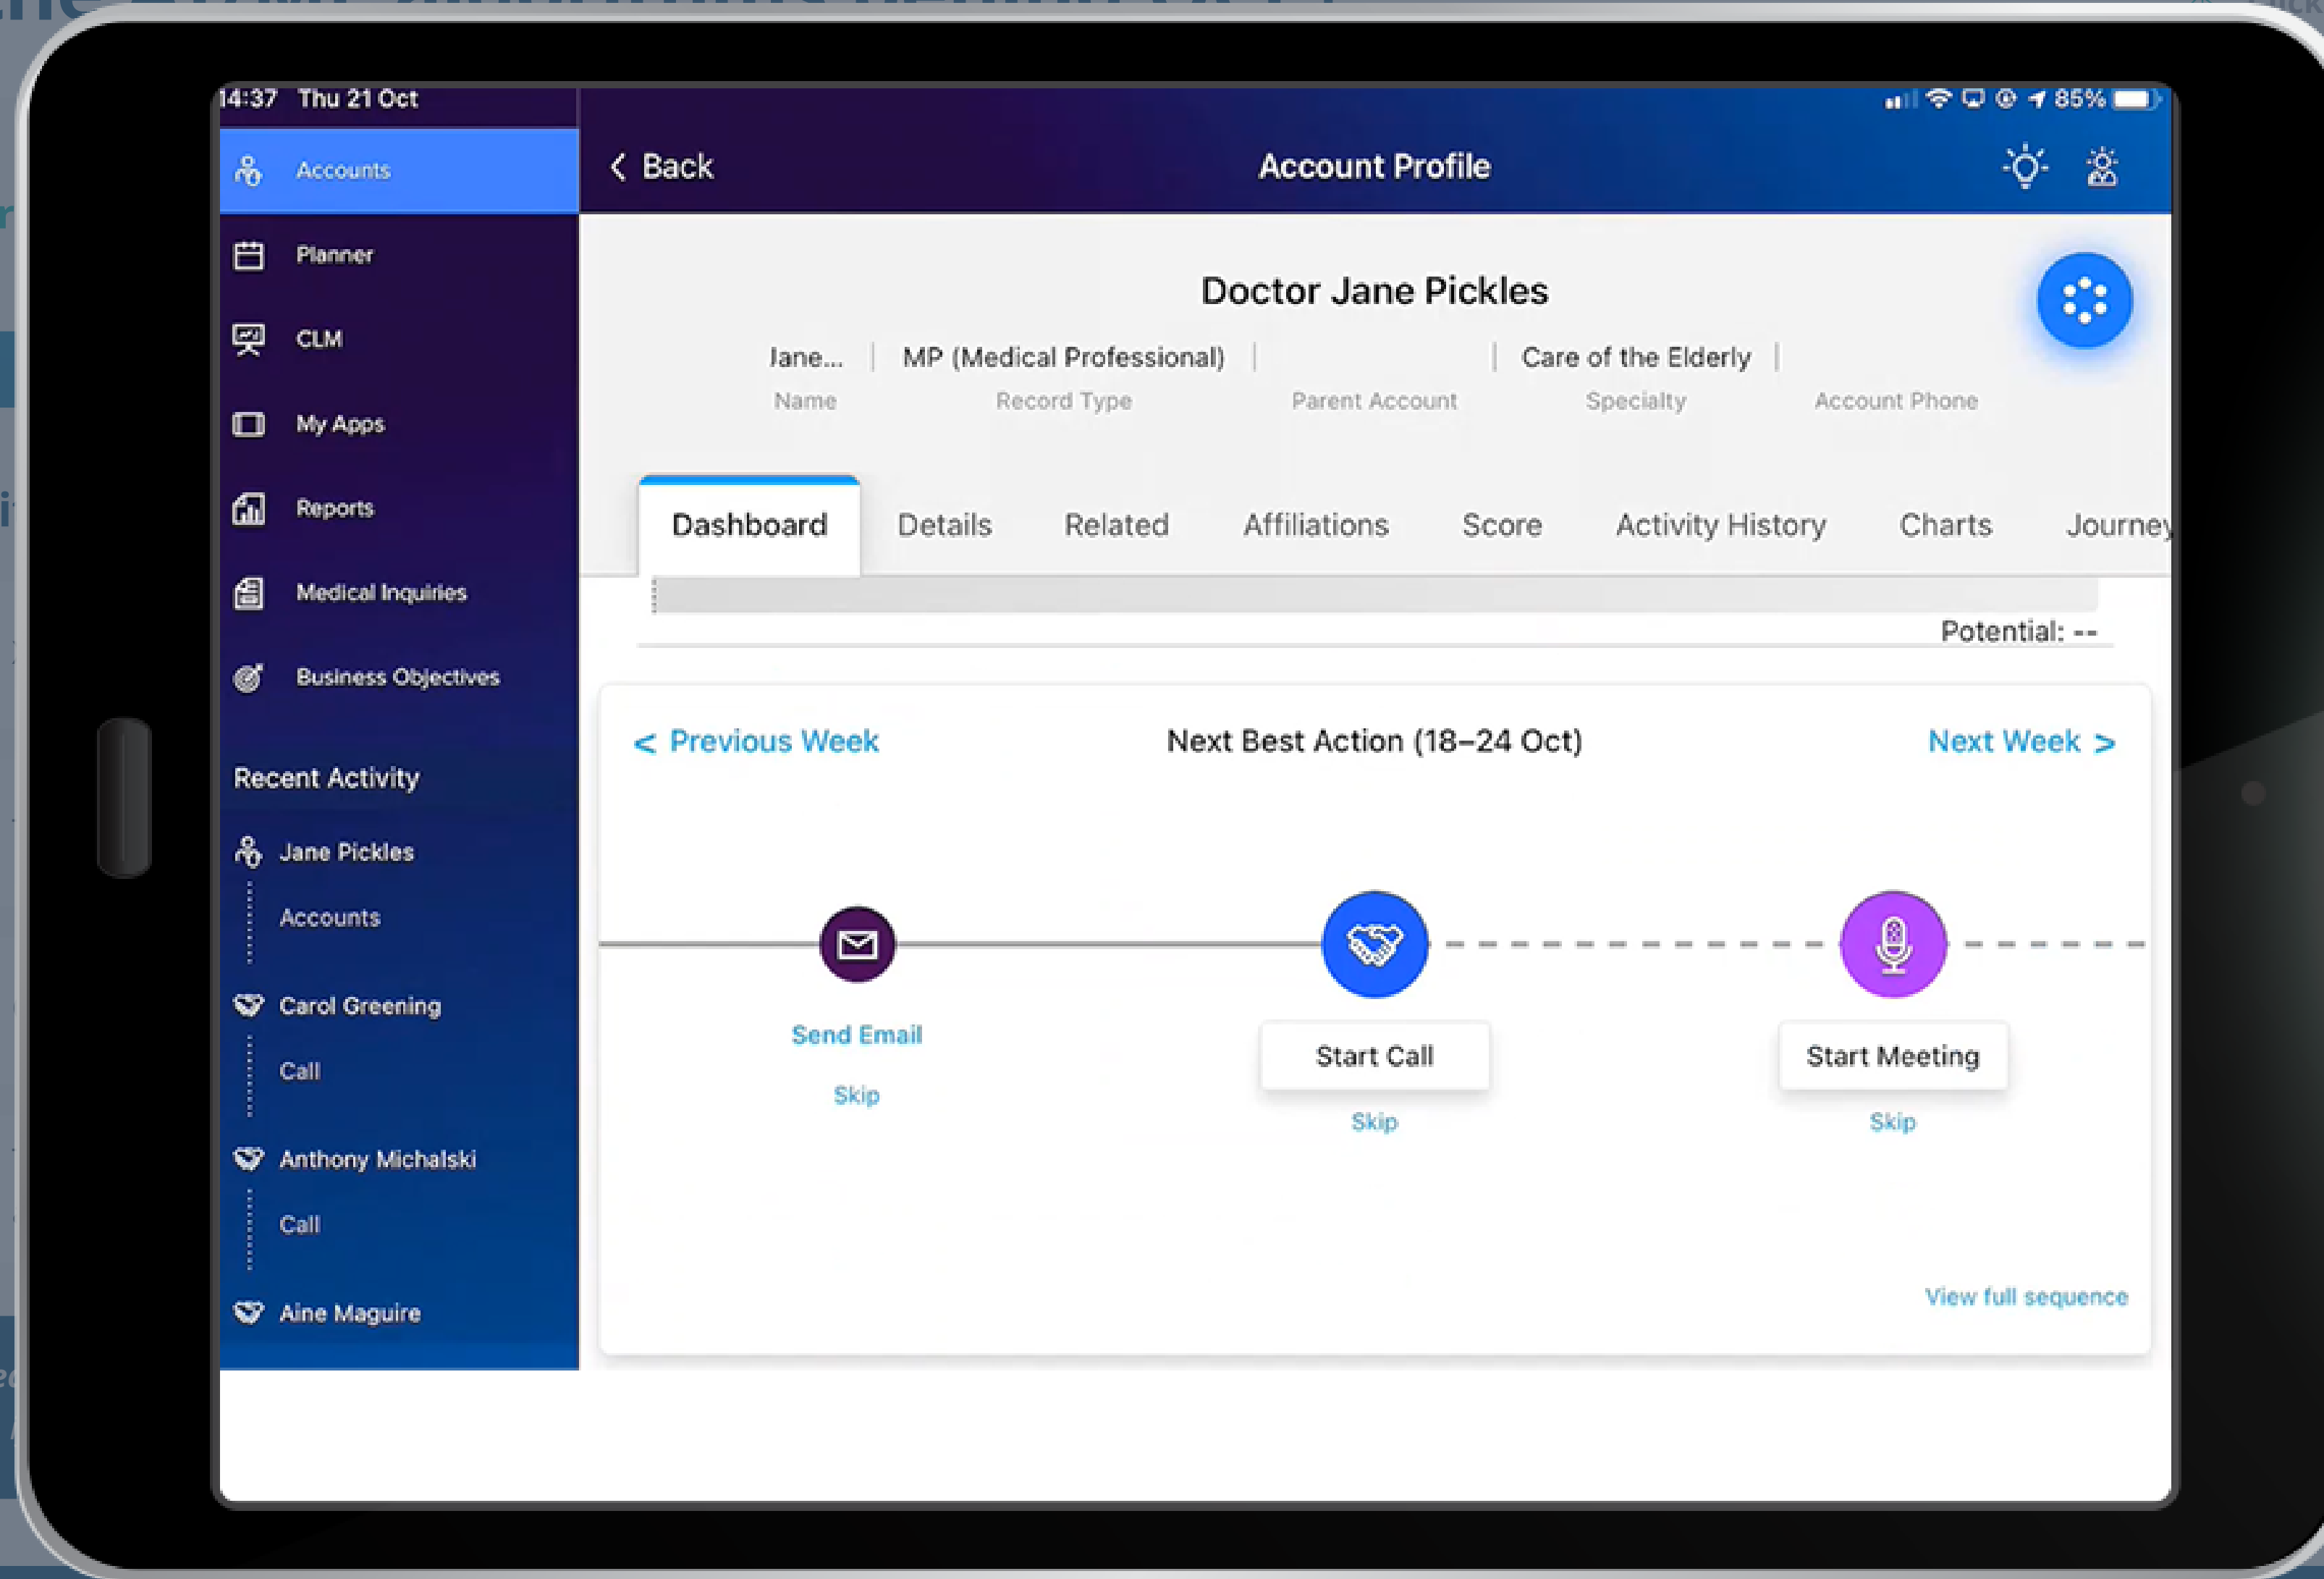 14:37 Thu 21 Oct
85%
Accounts
Planner
CLM
My Apps
Reports
Medical Inquiries
Business Objectives
Recent Activity
Jane Pickles
Accounts
Carol Greening
Call
Anthony Michalski
Call
Aine Maguire
< Back
Account Profile
Doctor Jane Pickles
Jane... | MP (Medical Professional) | | Care of the Elderly |
Name Record Type Parent Account Specialty Account Phone
Dashboard Details Related Affiliations Score Activity History Charts Journey
Potential: --
< Previous Week Next Best Action (18–24 Oct) Next Week >
Send Email Start Call Start Meeting
Skip Skip Skip
View full sequence